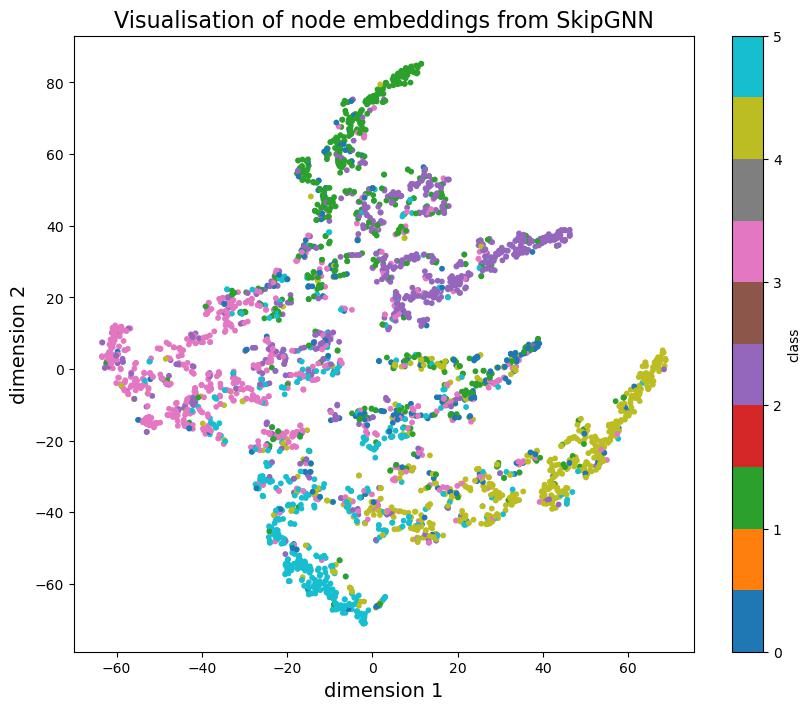 Visualisation of node embeddings from SkipGNN
80
60
40
20
0
−20
−40
−60
dimension 2
−60 −40 −20 0 20 40 60
dimension 1
5
4
3
2
1
0
class